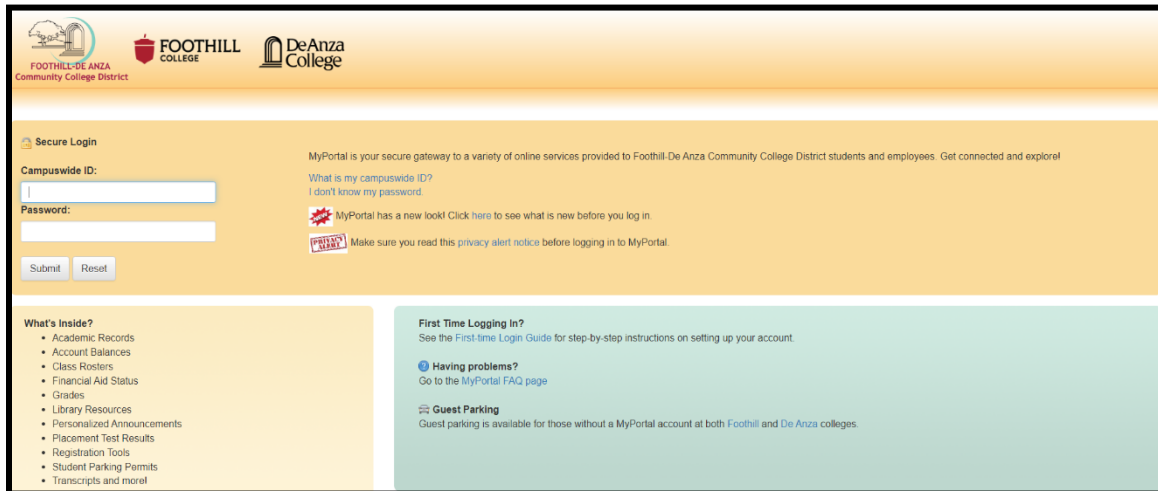 FOOTHILL-DE ANZA
Community College District
FOOTHILL
COLLEGE
DeAnza
College
Secure Login
Campuswide ID:
Password:
Submit Reset
MyPortal is your secure gateway to a variety of online services provided to Foothill-De Anza Community College District students and employees. Get connected and explore!
What is my campuswide ID?
I don't know my password.
MyPortal has a new look! Click here to see what is new before you log in.
PRIVACY
ALERT
Make sure you read this privacy alert notice before logging in to MyPortal.
What's Inside?
• Academic Records
• Account Balances
• Class Rosters
• Financial Aid Status
• Grades
• Library Resources
• Personalized Announcements
• Placement Test Results
• Registration Tools
• Student Parking Permits
• Transcripts and more!
First Time Logging In?
See the First-time Login Guide for step-by-step instructions on setting up your account.
Having problems?
Go to the MyPortal FAQ page
Guest Parking
Guest parking is available for those without a MyPortal account at both Foothill and De Anza colleges.